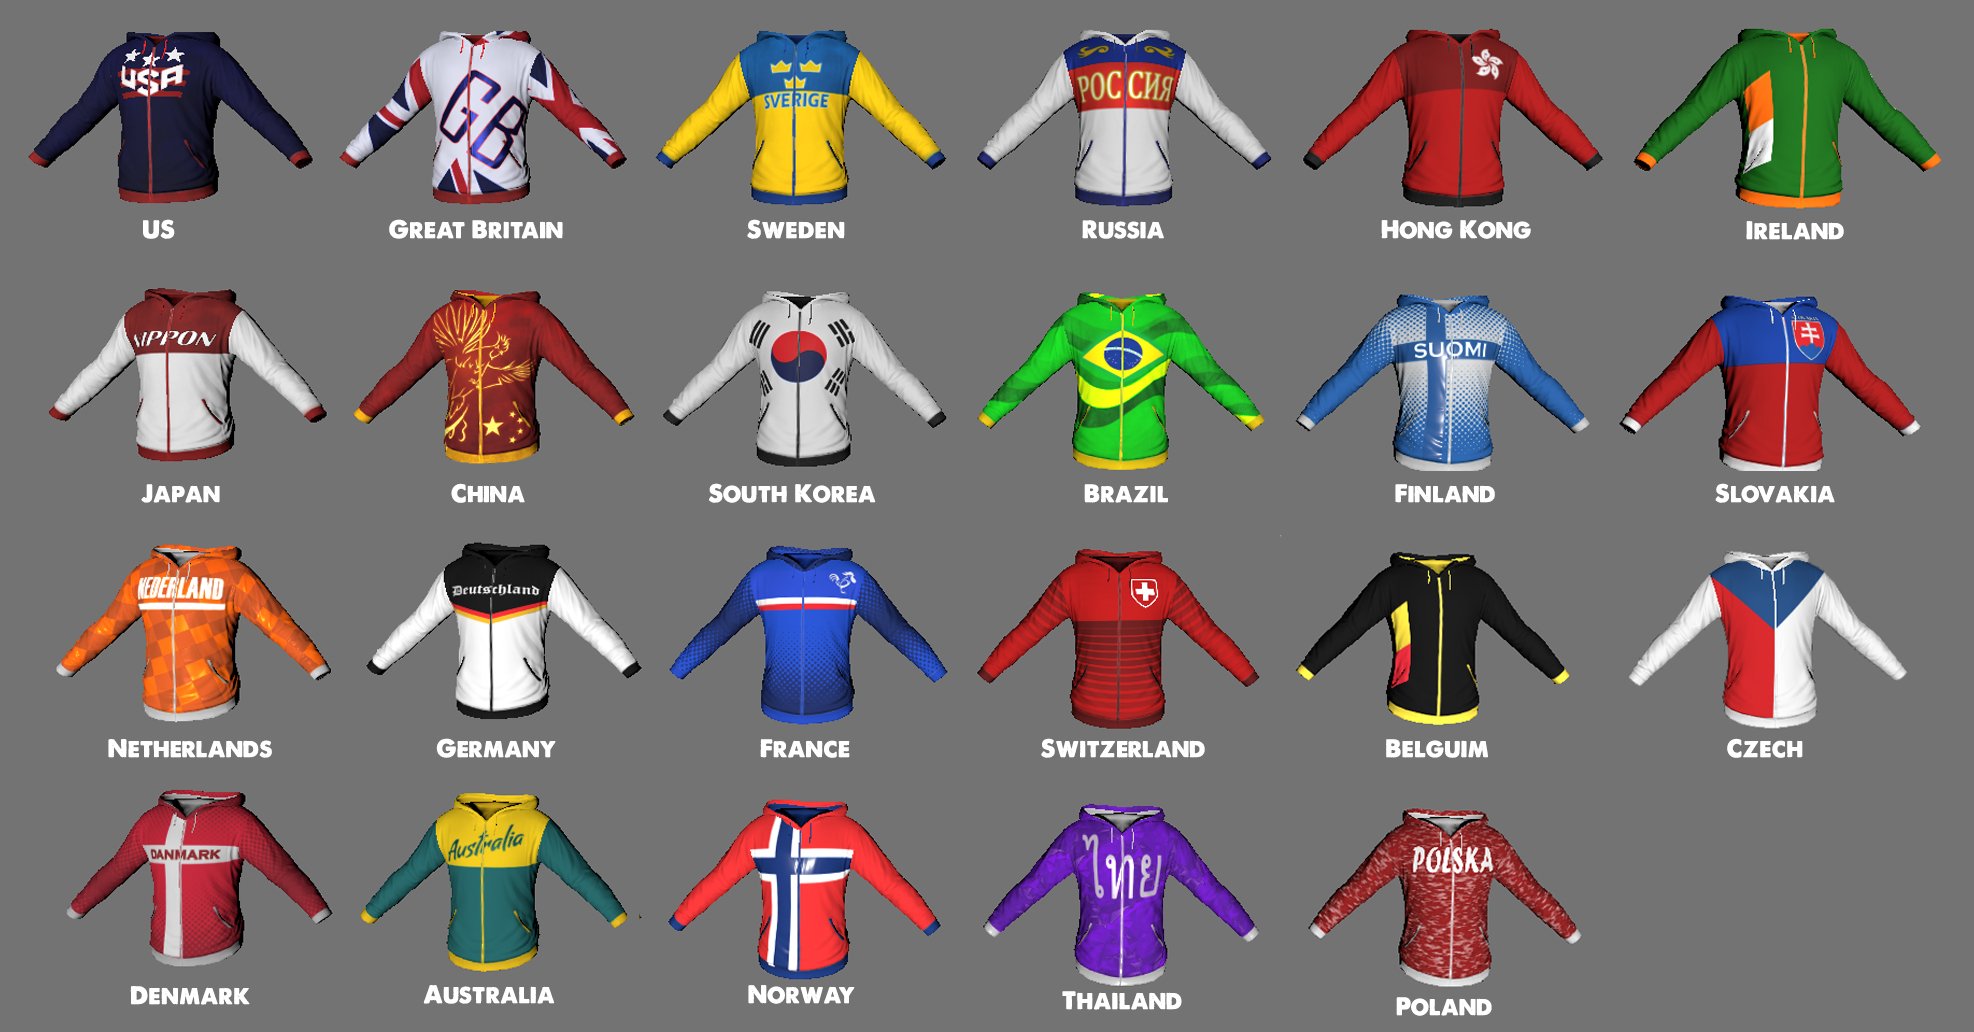 USA
GB
SVERIGE
РОССИЯ
US
GREAT BRITAIN
SWEDEN
RUSSIA
HONG KONG
IRELAND
NIPPON
SUOMI
JAPAN
CHINA
SOUTH KOREA
BRAZIL
FINLAND
SLOVAKIA
NEDERLAND
Deutschland
NETHERLANDS
GERMANY
FRANCE
SWITZERLAND
BELGUIM
CZECH
DANMARK
Australia
ไทย
POLSKA
DENMARK
AUSTRALIA
NORWAY
THAILAND
POLAND